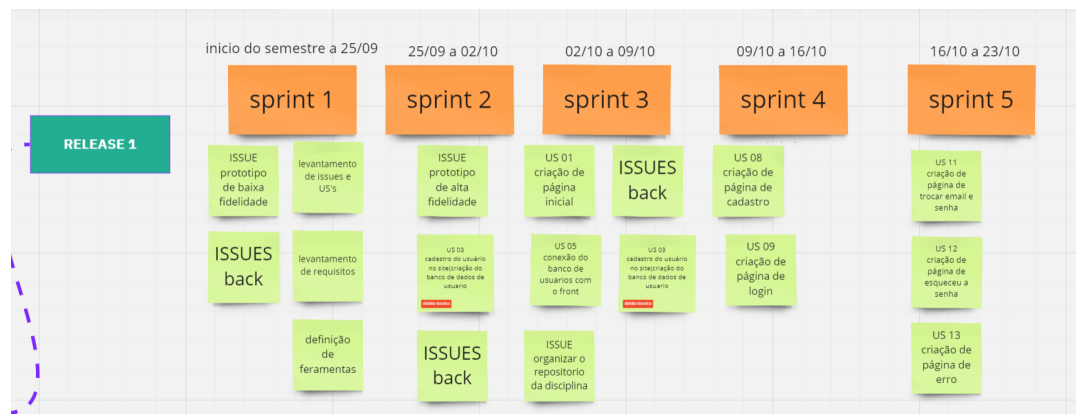 inicio do semestre a 25/09
25/09 a 02/10
02/10 a 09/10
09/10 a 16/10
16/10 a 23/10
sprint 1
sprint 2
sprint 3
sprint 4
sprint 5
RELEASE 1
ISSUE
prototipo
de baixa
fidelidade
levantamento
de issues e
US's
ISSUES
back
levantamento
de requisitos
definição
de
feramentas
ISSUE
prototipo
de alta
fidelidade
US 03
cadastro do usuário
no site(criação do
banco de dados de
usuario
debito tecnico
ISSUES
back
US 01
criação de
página
inicial
ISSUES
back
US 05
conexão do
banco de
usuarios com
o front
US 03
cadastro do usuário
no site(criação do
banco de dados de
usuario
debito tecnico
ISSUE
organizar o
repositorio
da disciplina
US 08
criação de
página de
cadastro
US 09
criação de
página de
login
US 11
criação de
página de
trocar email e
senha
US 12
criação de
página de
esqueceu a
senha
US 13
criação de
página de
erro